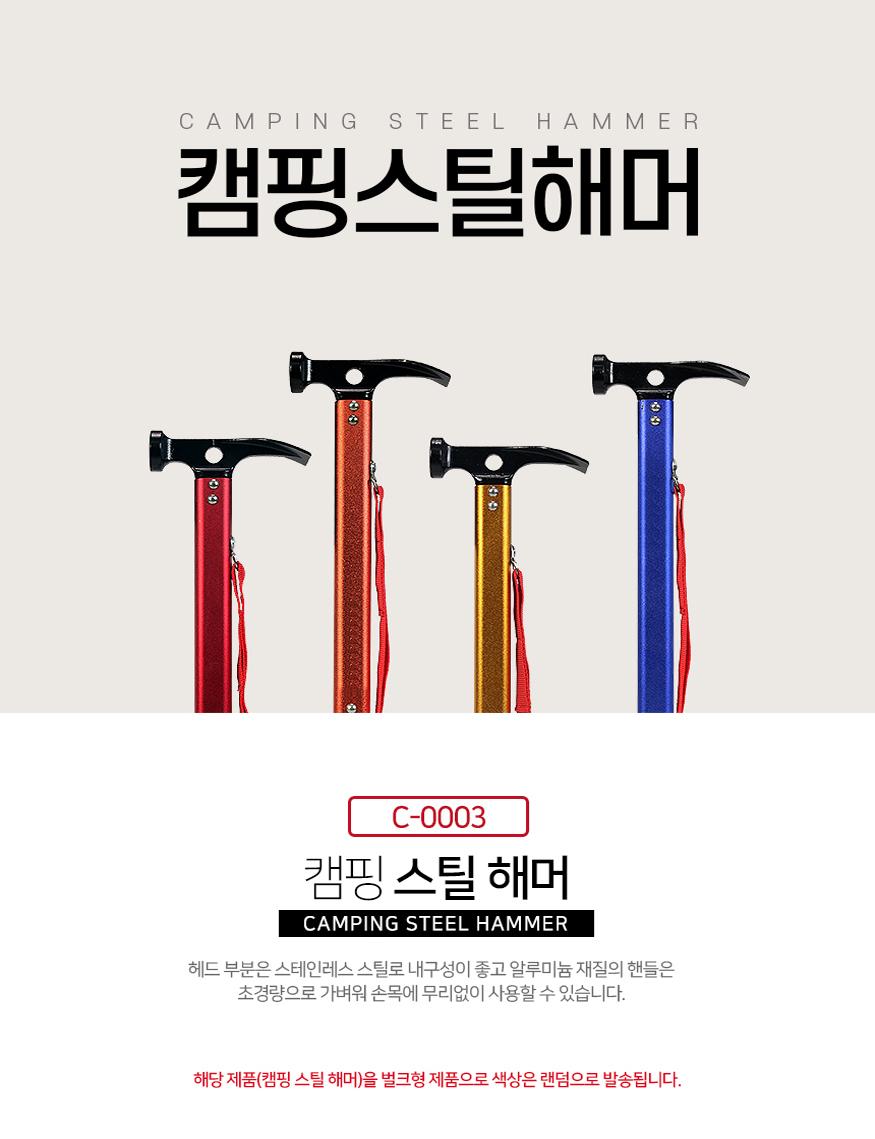 CAMPING STEEL HAMMER
캠핑스틸해머
C-0003
캠핑 스틸 해머
CAMPING STEEL HAMMER
헤드 부분은 스테인레스 스틸로 내구성이 좋고 알루미늄 재질의 핸들은
초경량으로 가벼워 손목에 무리없이 사용할 수 있습니다.
해당 제품(캠핑 스틸 해머)을 벌크형 제품으로 색상은 랜덤으로 발송됩니다.